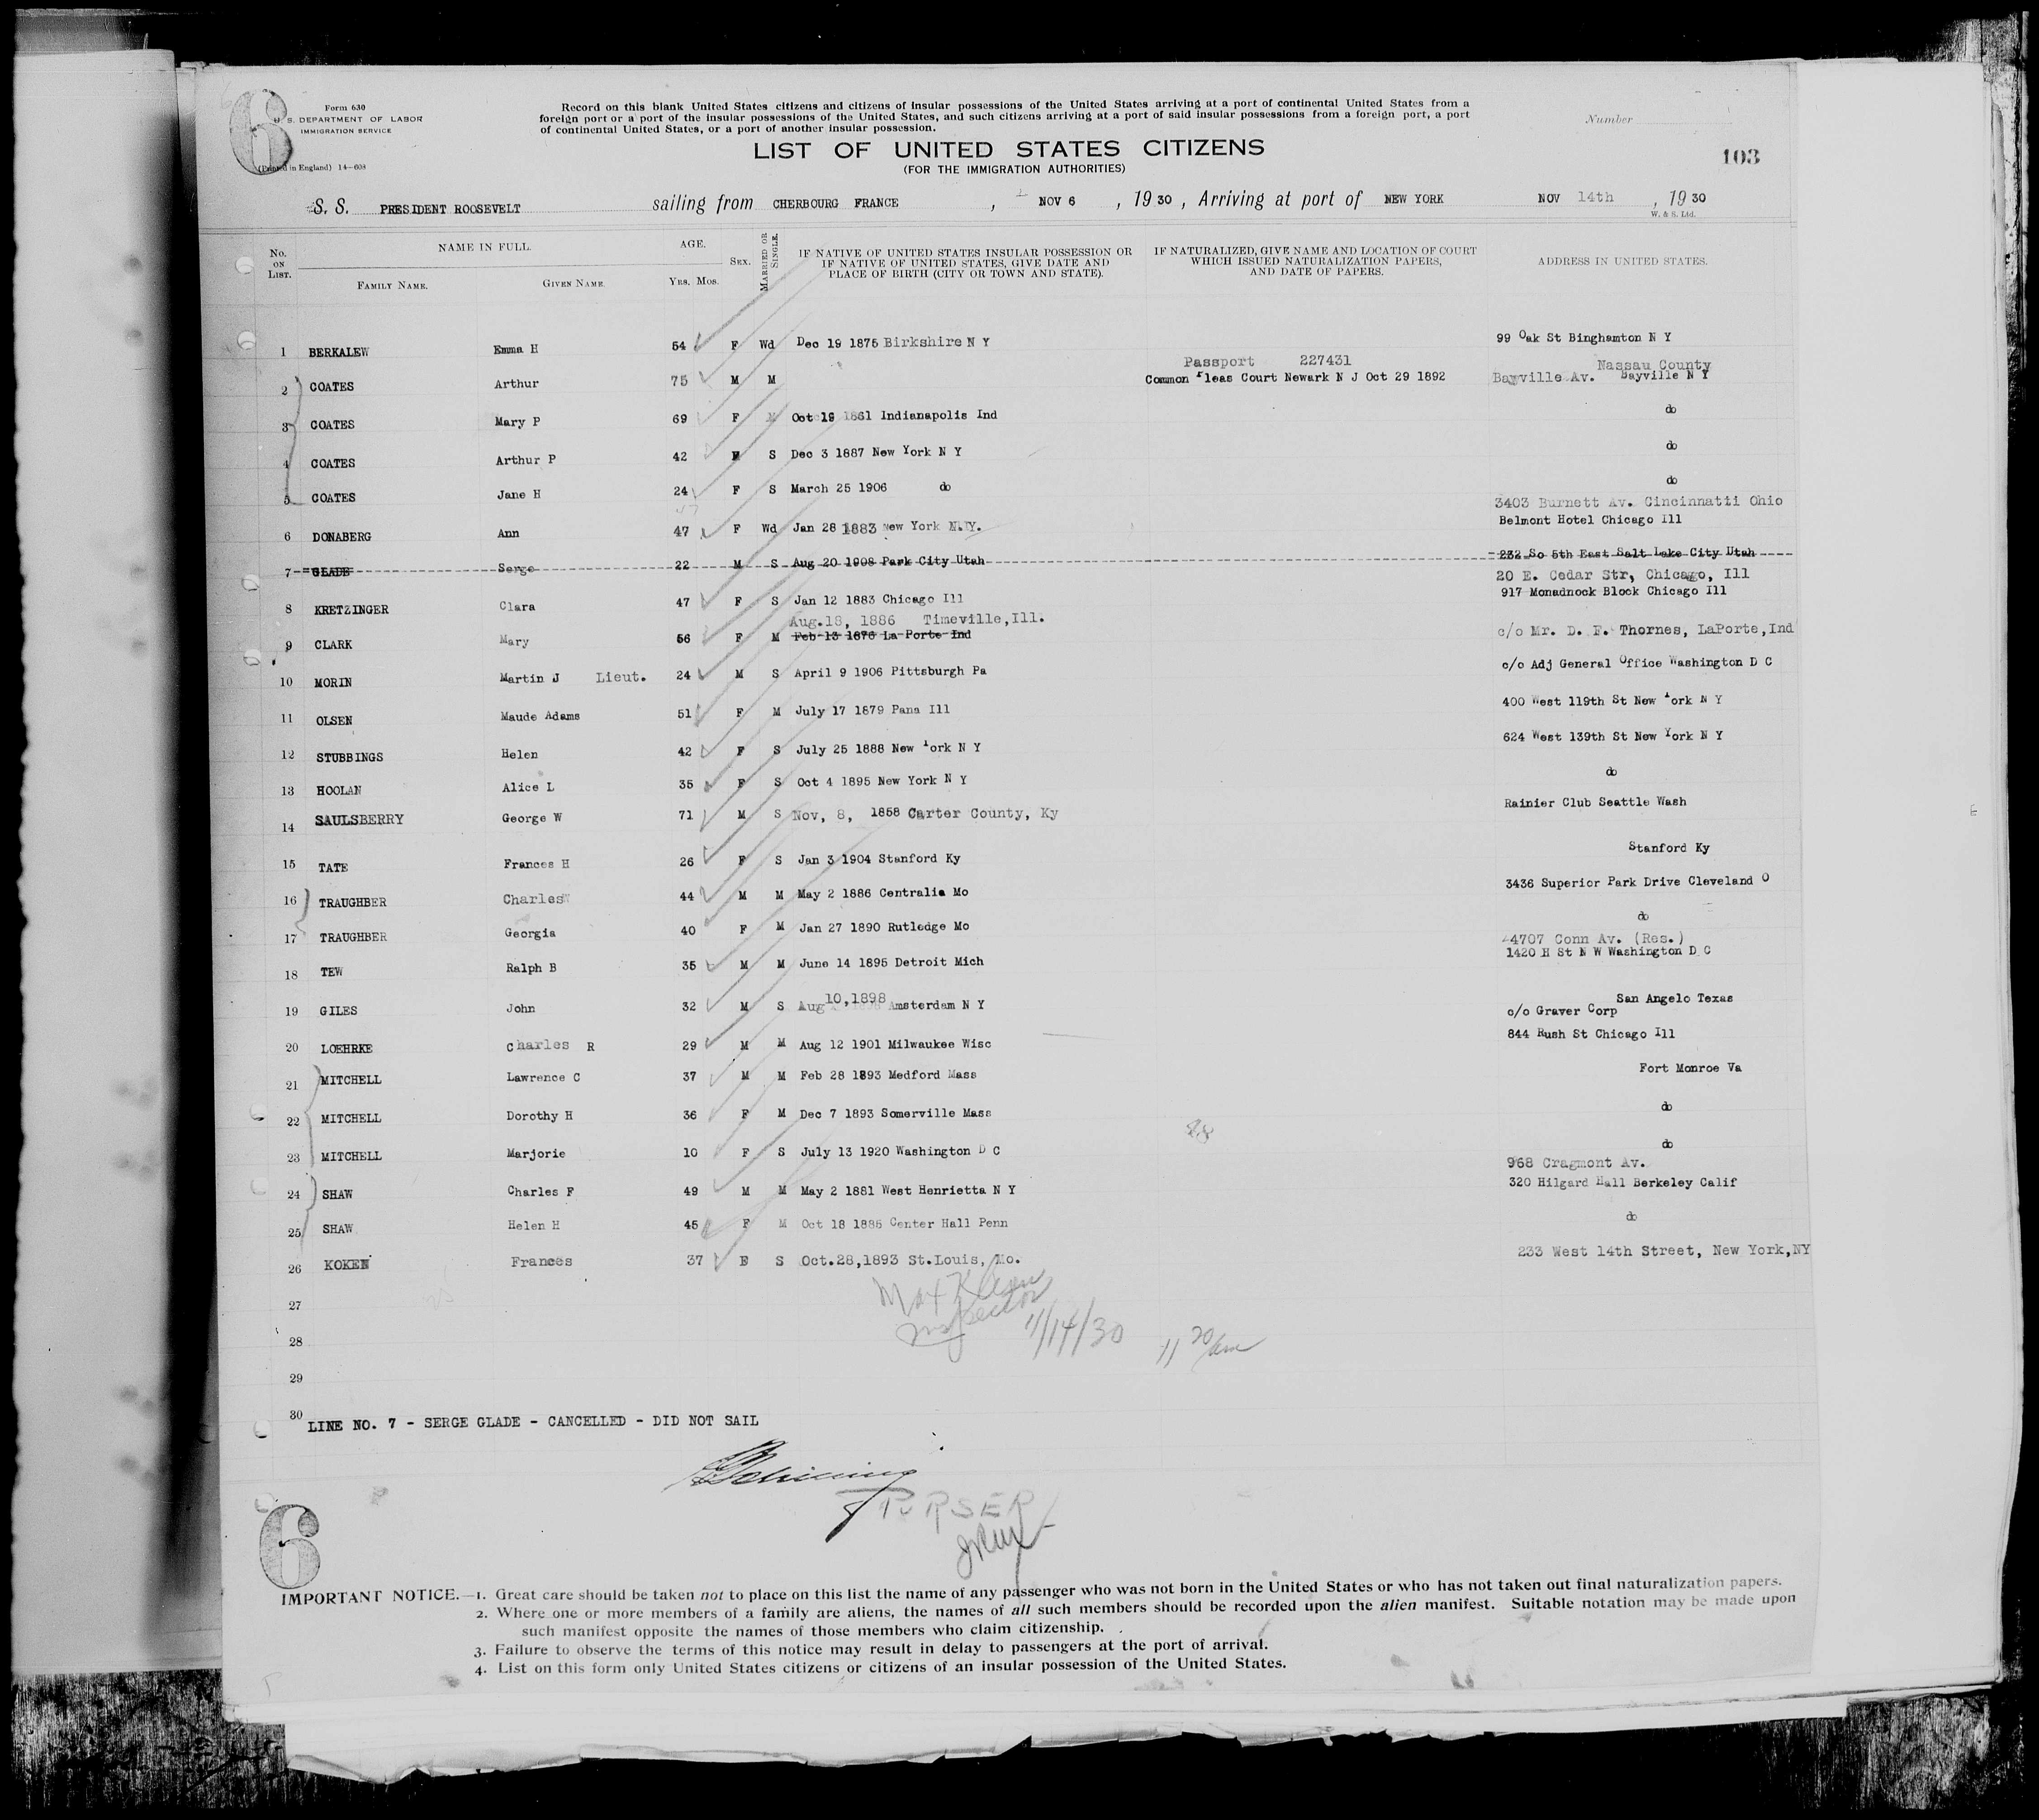 6
Form 630
U. S. DEPARTMENT OF LABOR
IMMIGRATION SERVICE
(Printed in England) 14—608
Record on this blank United States citizens and citizens of insular possessions of the United States arriving at a port of continental United States from a
foreign port or a port of the insular possessions of the United States, and such citizens arriving at a port of said insular possessions from a foreign port, a port
of continental United States, or a port of another insular possession.
Number
LIST OF UNITED STATES CITIZENS
(FOR THE IMMIGRATION AUTHORITIES)
103
S. S. PRESIDENT ROOSEVELT sailing from CHERBOURG FRANCE , NOV 6 , 1930 , Arriving at port of NEW YORK NOV 14th , 1930
W. & S. Ltd.
No. ON LIST. NAME IN FULL. FAMILY NAME. GIVEN NAME. AGE. YRS. MOS. SEX. MARRIED OR SINGLE. IF NATIVE OF UNITED STATES INSULAR POSSESSION OR IF NATIVE OF UNITED STATES, GIVE DATE AND PLACE OF BIRTH (CITY OR TOWN AND STATE). IF NATURALIZED, GIVE NAME AND LOCATION OF COURT WHICH ISSUED NATURALIZATION PAPERS, AND DATE OF PAPERS. ADDRESS IN UNITED STATES.
1 BERKALEW Emma H 54 F Wd Dec 19 1875 Birkshire N Y 99 Oak St Binghamton N Y
Passport 227431 Nassau County
2 COATES Arthur 75 M M Common Pleas Court Newark N J Oct 29 1892 Bayville Av. Bayville N Y
3 COATES Mary P 69 F M Oct 19 1861 Indianapolis Ind do
4 COATES Arthur P 42 S Dec 3 1887 New York N Y do
5 COATES Jane H 24 F S March 25 1906 do do
3403 Burnett Av. Cincinnatii Ohio
6 DONABERG Ann 47 F Wd Jan 28 1883 New York N.Y. Belmont Hotel Chicago Ill
7 GLADE Serge 22 M S Aug 20 1908 Park City Utah 232 So 5th East Salt Lake City Utah
20 E. Cedar Str, Chicago, Ill
8 KRETZINGER Clara 47 F S Jan 12 1883 Chicago Ill 917 Monadnock Block Chicago Ill
Aug.18, 1886 Timeville,Ill.
9 CLARK Mary 56 F M Feb 13 1876 La Porte Ind c/o Mr. D. F. Thornes, LaPorte,Ind
10 MORIN Martin J Lieut. 24 M S April 9 1906 Pittsburgh Pa c/o Adj General Office Washington D C
11 OLSEN Maude Adams 51 F M July 17 1879 Pana Ill 400 West 119th St New York N Y
12 STUBBINGS Helen 42 F S July 25 1888 New York N Y 624 West 139th St New York N Y
13 HOOLAN Alice L 35 F S Oct 4 1895 New York N Y do
14 SAULSBERRY George W 71 M S Nov, 8, 1858 Carter County, Ky Rainier Club Seattle Wash
15 TATE Frances H 26 F S Jan 3 1904 Stanford Ky Stanford Ky
16 TRAUGHBER Charles W 44 M M May 2 1886 Centralia Mo 3436 Superior Park Drive Cleveland O
17 TRAUGHBER Georgia 40 F M Jan 27 1890 Rutledge Mo do
4707 Conn Av. (Res.)
18 TEW Ralph B 35 M M June 14 1895 Detroit Mich 1420 H St N W Washington D C
19 GILES John 32 M S Aug 10,1898 Amsterdam N Y San Angelo Texas
c/o Graver Corp
20 LOEHRKE Charles R 29 M M Aug 12 1901 Milwaukee Wisc 844 Rush St Chicago Ill
21 MITCHELL Lawrence C 37 M M Feb 28 1893 Medford Mass Fort Monroe Va
22 MITCHELL Dorothy H 36 F M Dec 7 1893 Somerville Mass do
23 MITCHELL Marjorie 10 F S July 13 1920 Washington D C do
968 Cragmont Av.
24 SHAW Charles F 49 M M May 2 1881 West Henrietta N Y 320 Hilgard Hall Berkeley Calif
25 SHAW Helen H 45 F M Oct 18 1885 Center Hall Penn do
26 KOKEN Frances 37 F S Oct.28,1893 St.Louis, Mo. 233 West 14th Street, New York,NY
27
Inspector 11/14/30 11 20/am
28
29
30 LINE NO. 7 - SERGE GLADE - CANCELLED - DID NOT SAIL
PURSER
6
IMPORTANT NOTICE.—1. Great care should be taken not to place on this list the name of any passenger who was not born in the United States or who has not taken out final naturalization papers.
2. Where one or more members of a family are aliens, the names of all such members should be recorded upon the alien manifest. Suitable notation may be made upon
such manifest opposite the names of those members who claim citizenship.
3. Failure to observe the terms of this notice may result in delay to passengers at the port of arrival.
4. List on this form only United States citizens or citizens of an insular possession of the United States.